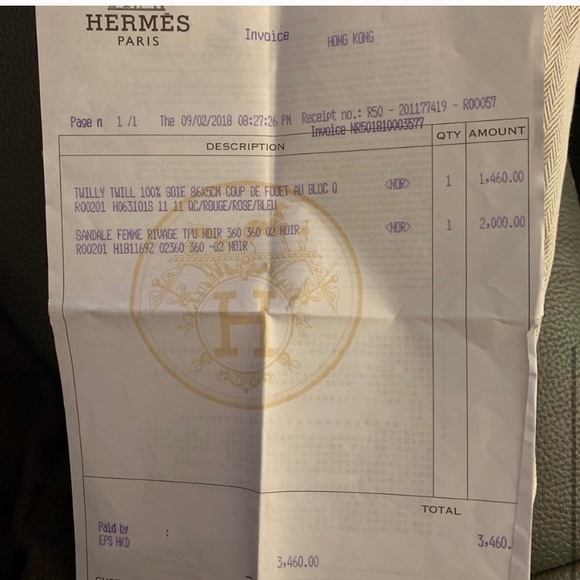 HERMÈS
PARIS
Invoice
HONG KONG
Page n 1 /1 The 09/02/2018 08:27:26 PM Receipt no.: R50 - 201177419 - R00057
Invoice HR501810003577
DESCRIPTION QTY AMOUNT
TWILLY TWILL 100% SOIE 86X5CM COUP DE FOUET AU BLOC Q <NOR> 1 1,460.00
R00201 H063101S 11 11 QC/ROUGE/ROSE/BLEU
SANDALE FEMME RIVAGE TPU NOIR 360 360 02 NOIR <NOR> 1 2,000.00
R00201 H181169Z 02360 360 -02 NOIR
H
TOTAL
Paid by :
EPS HKD
3,460.
3,460.00